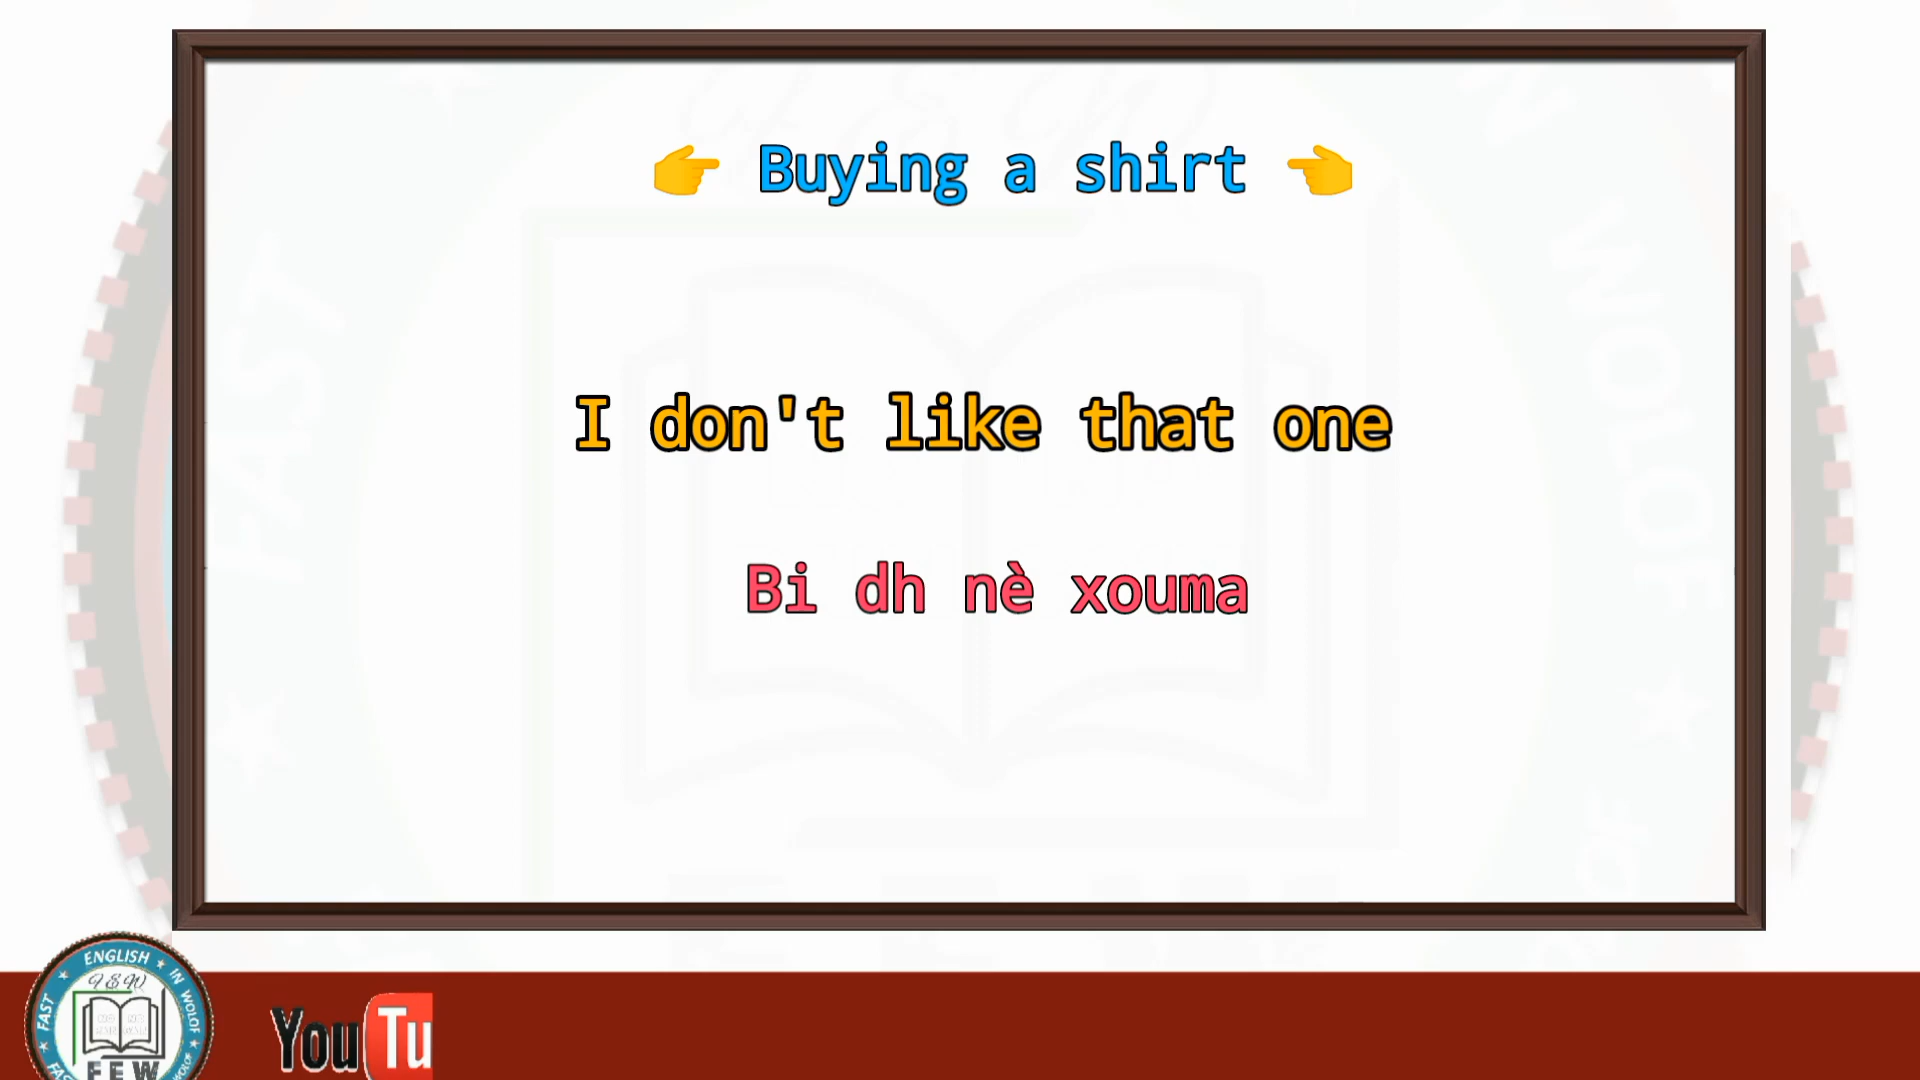 👉 Buying a shirt 👈
I don't like that one
Bi dh nè xouma
FAST ENGLISH IN WOLOF
FEW
YouTu